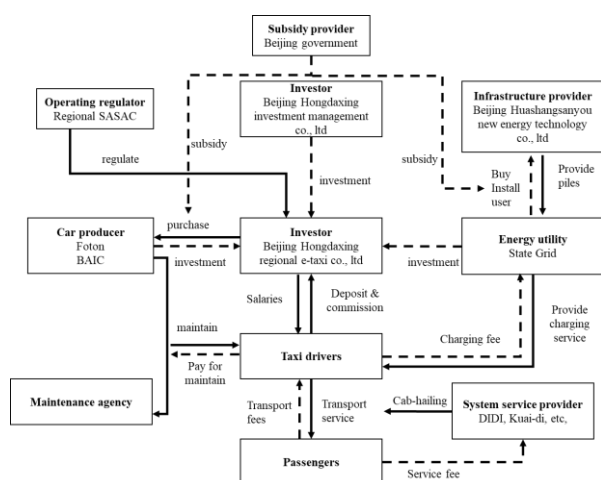 Subsidy provider
Beijing government
Operating regulator
Regional SASAC
Investor
Beijing Hongdaxing
investment management
co., ltd
Infrastructure provider
Beijing Huashangsanyou
new energy technology
co., ltd
subsidy
subsidy
regulate
investment
Buy
Install
user
Provide
piles
Car producer
Foton
BAIC
purchase
investment
Investor
Beijing Hongdaxing
regional e-taxi co., ltd
investment
Energy utility
State Grid
Salaries
Deposit &
commission
maintain
Pay for
maintain
Taxi drivers
Charging fee
Provide
charging
service
Maintenance agency
Transport
fees
Transport
service
Cab-hailing
System service provider
DIDI, Kuai-di, etc,
Passengers
Service fee